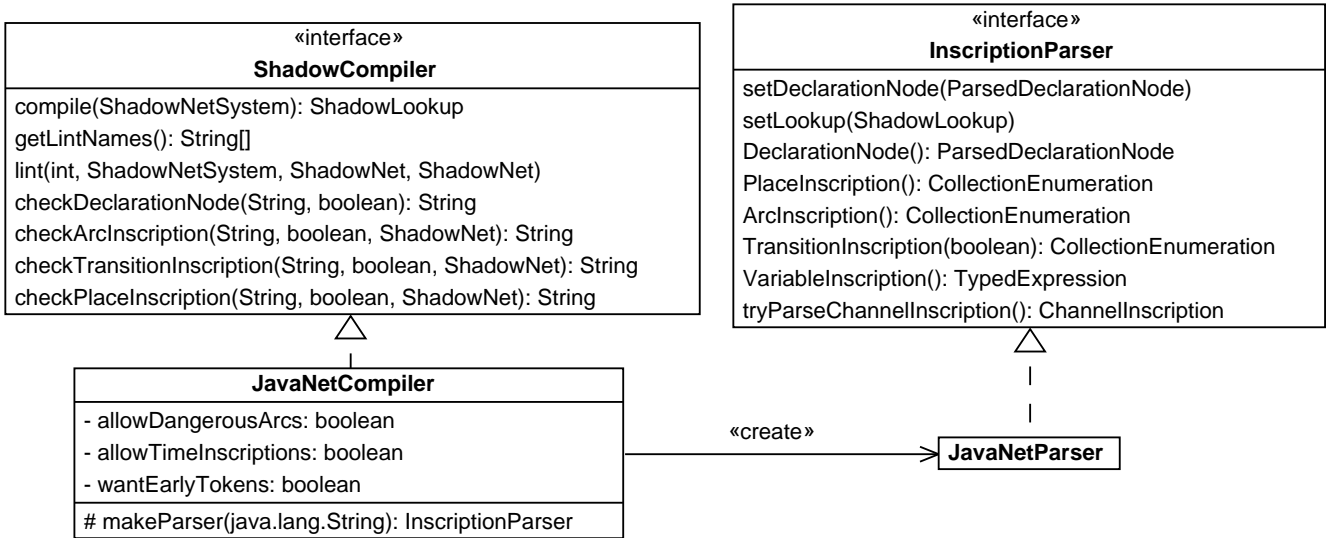 «interface»
ShadowCompiler
compile(ShadowNetSystem): ShadowLookup
getLintNames(): String[]
lint(int, ShadowNetSystem, ShadowNet, ShadowNet)
checkDeclarationNode(String, boolean): String
checkArcInscription(String, boolean, ShadowNet): String
checkTransitionInscription(String, boolean, ShadowNet): String
checkPlaceInscription(String, boolean, ShadowNet): String
«interface»
InscriptionParser
setDeclarationNode(ParsedDeclarationNode)
setLookup(ShadowLookup)
DeclarationNode(): ParsedDeclarationNode
PlaceInscription(): CollectionEnumeration
ArcInscription(): CollectionEnumeration
TransitionInscription(boolean): CollectionEnumeration
VariableInscription(): TypedExpression
tryParseChannelInscription(): ChannelInscription
JavaNetCompiler
- allowDangerousArcs: boolean
- allowTimeInscriptions: boolean
- wantEarlyTokens: boolean
# makeParser(java.lang.String): InscriptionParser
«create»
JavaNetParser